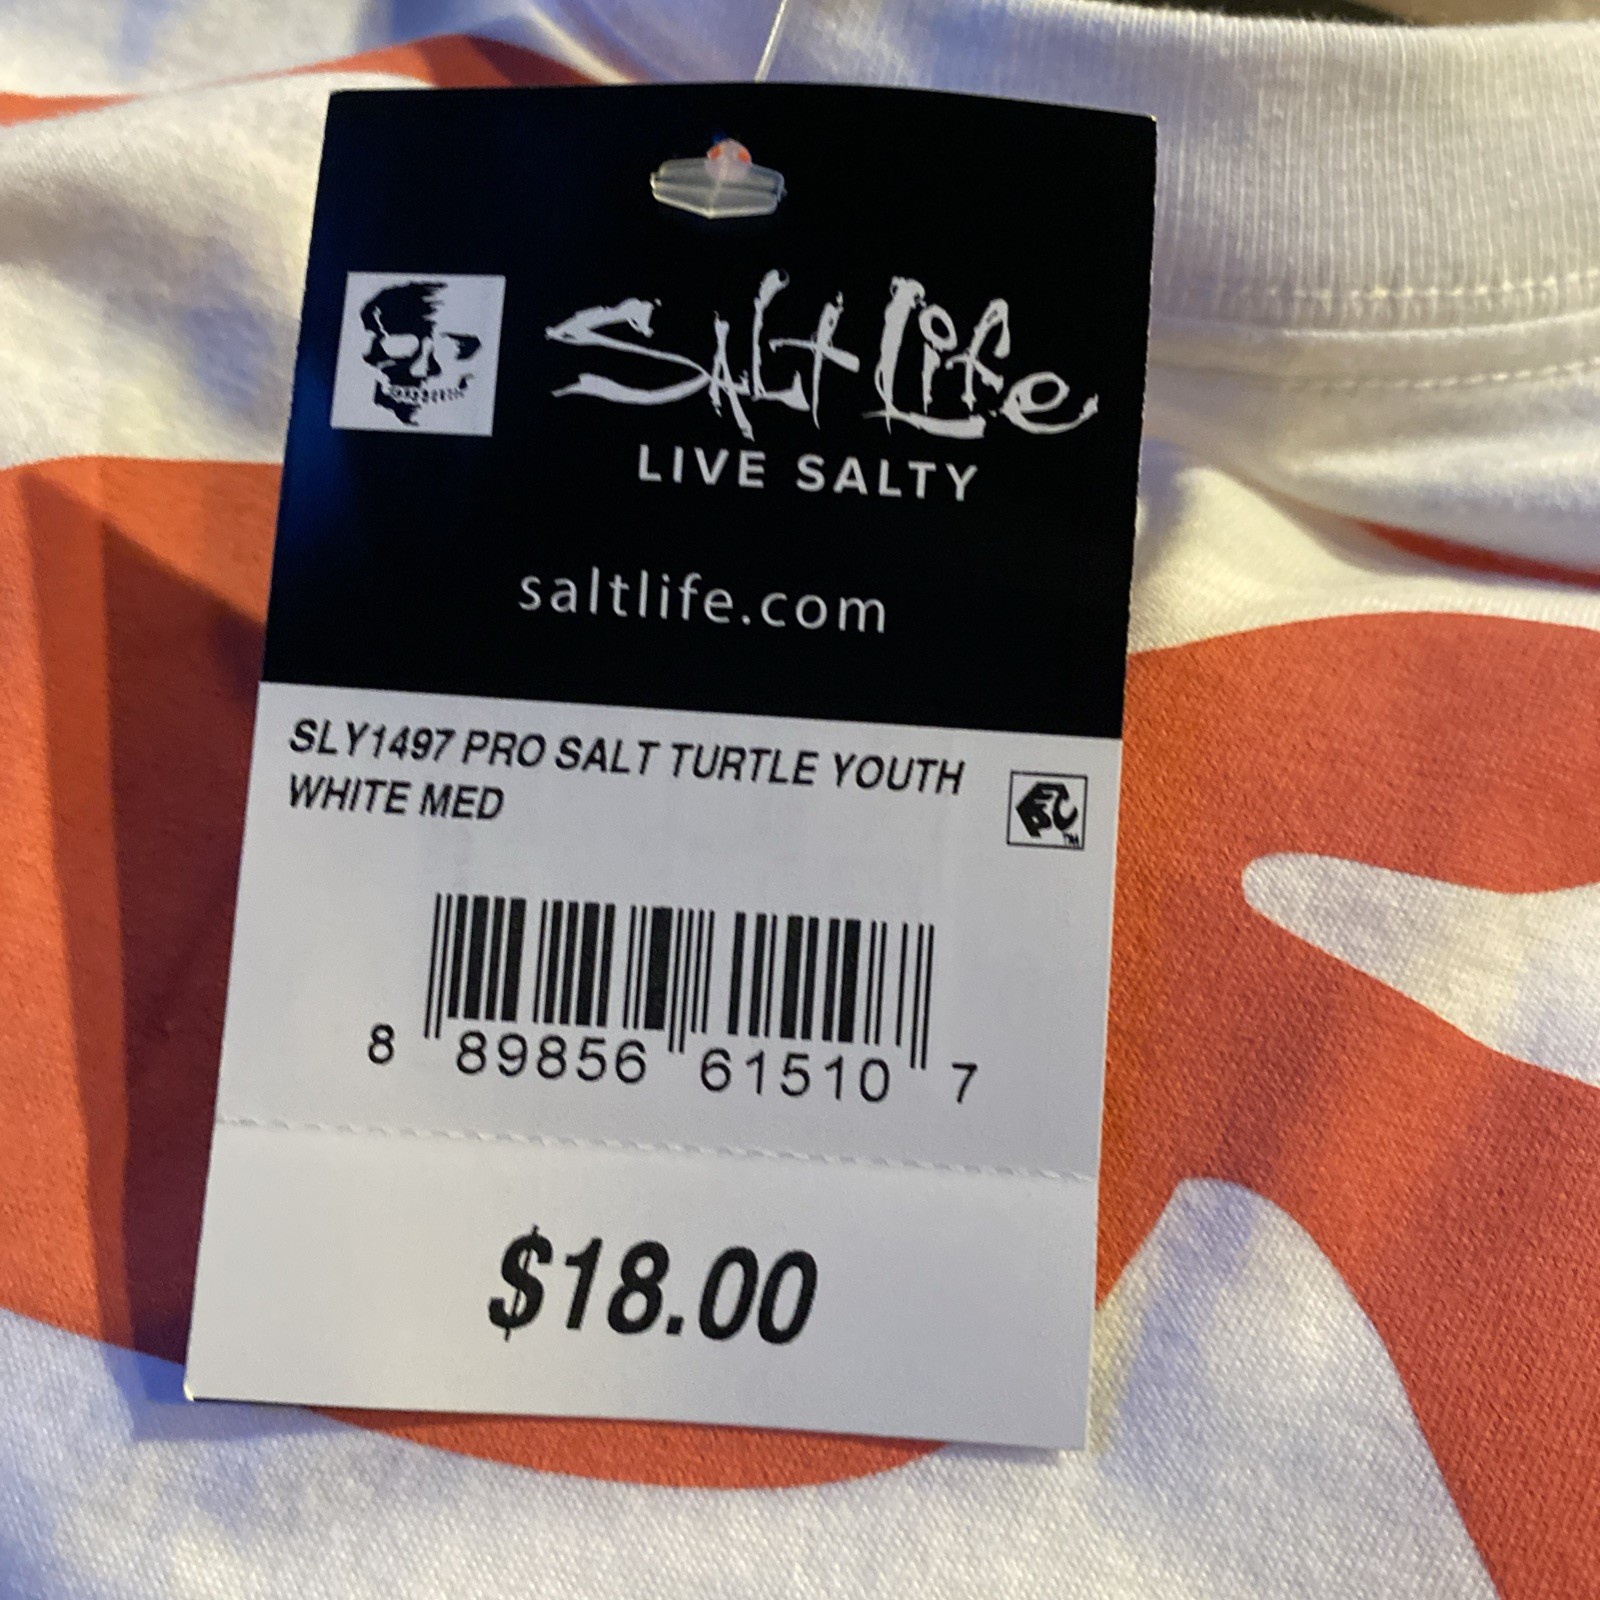 Salt Life
LIVE SALTY
saltlife.com
SLY1497 PRO SALT TURTLE YOUTH
WHITE MED
8 89856 61510 7
$18.00